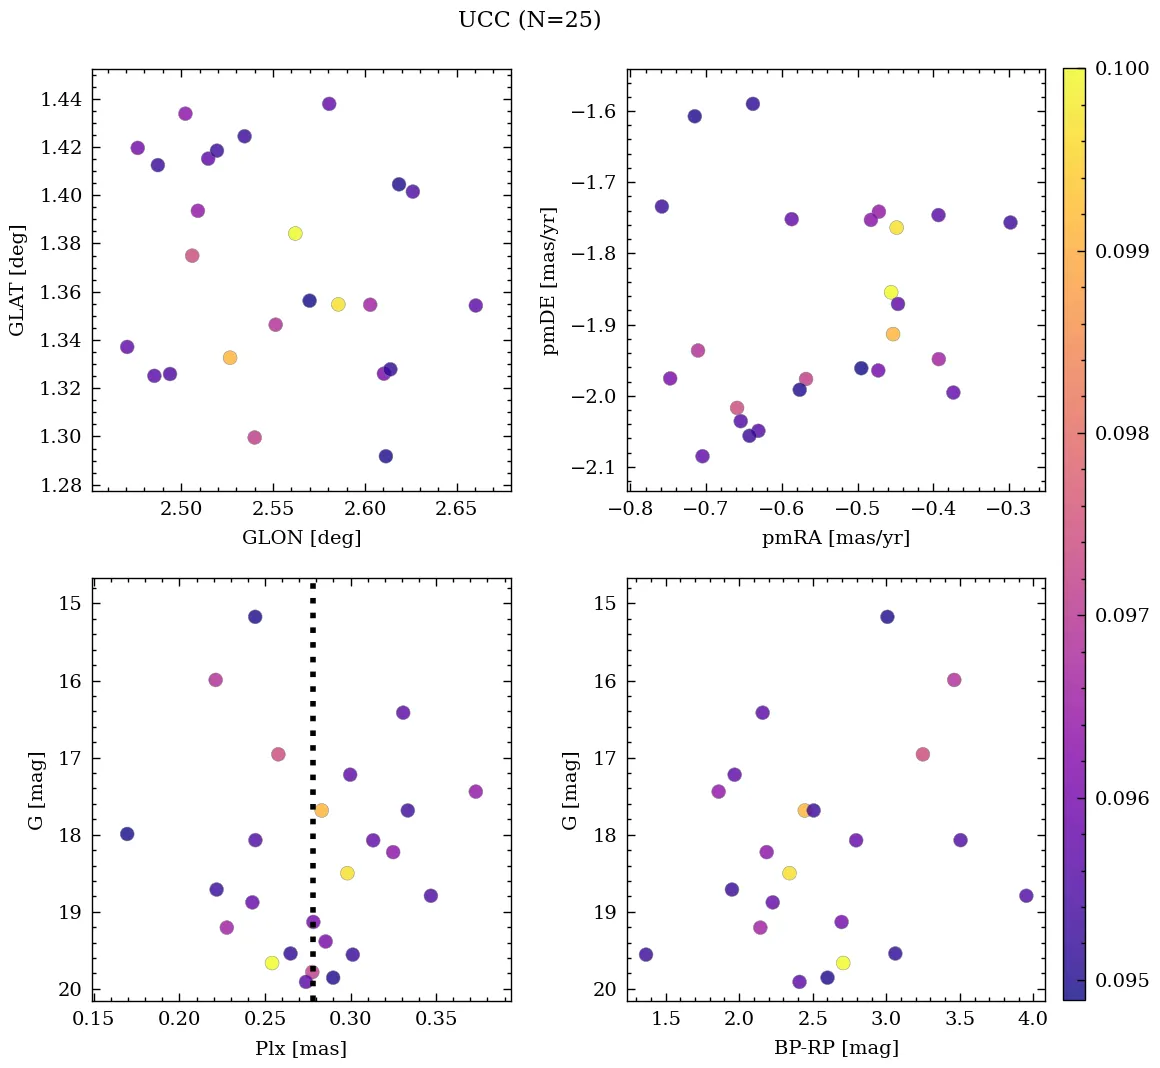 UCC (N=25)
1.44
1.42
1.40
1.38
1.36
1.34
1.32
1.30
1.28
GLAT [deg]
2.50 2.55 2.60 2.65
GLON [deg]
−1.6
−1.7
−1.8
−1.9
−2.0
−2.1
pmDE [mas/yr]
−0.8 −0.7 −0.6 −0.5 −0.4 −0.3
pmRA [mas/yr]
15
16
17
18
19
20
G [mag]
0.15 0.20 0.25 0.30 0.35
Plx [mas]
15
16
17
18
19
20
G [mag]
1.5 2.0 2.5 3.0 3.5 4.0
BP-RP [mag]
0.100
0.099
0.098
0.097
0.096
0.095